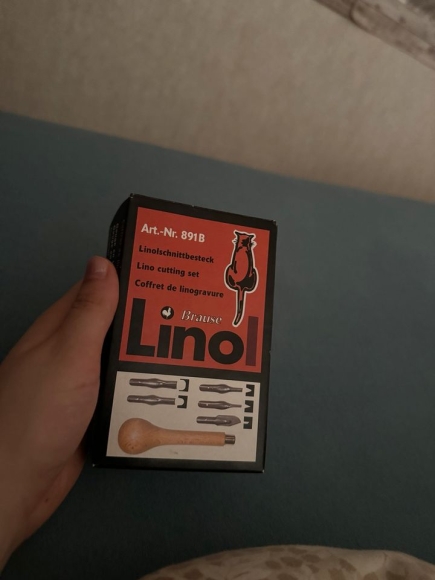 Art.-Nr. 891B
Linolschnittbesteck
Lino cutting set
Coffret de linogravure
Brause
Linol